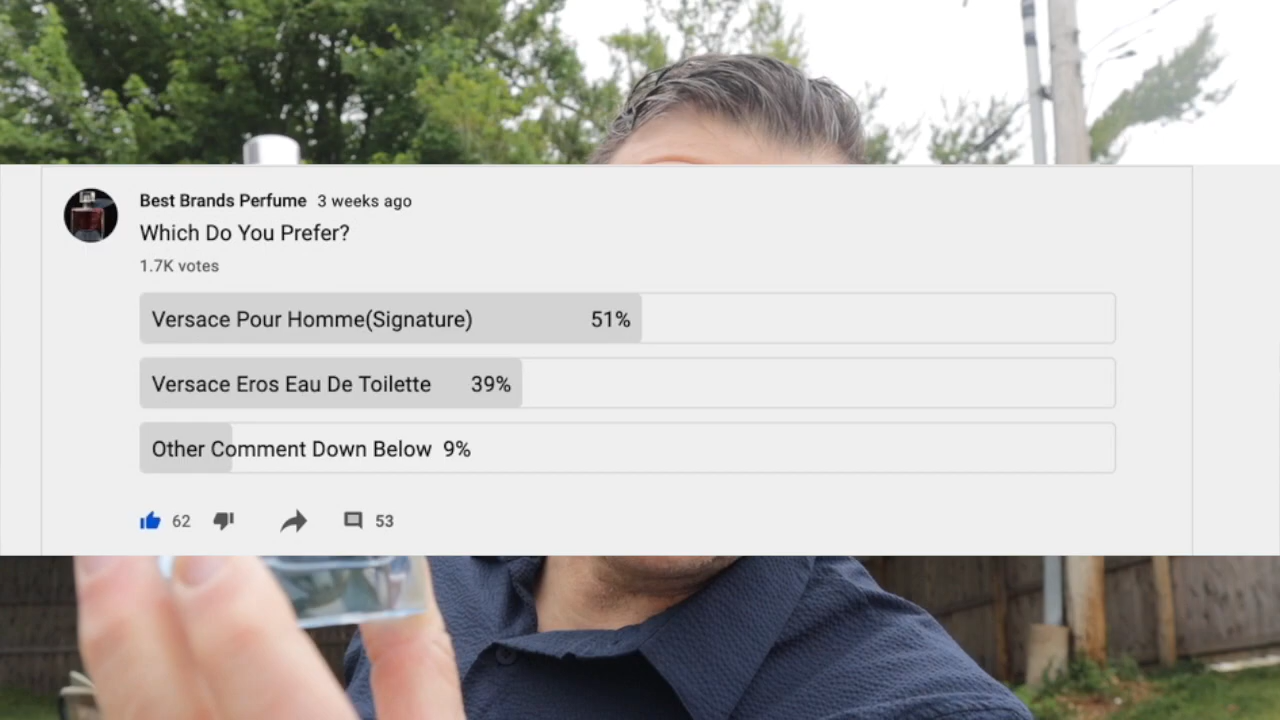 Best Brands Perfume 3 weeks ago
Which Do You Prefer?
1.7K votes
Versace Pour Homme(Signature) 51%
Versace Eros Eau De Toilette 39%
Other Comment Down Below 9%
62 53